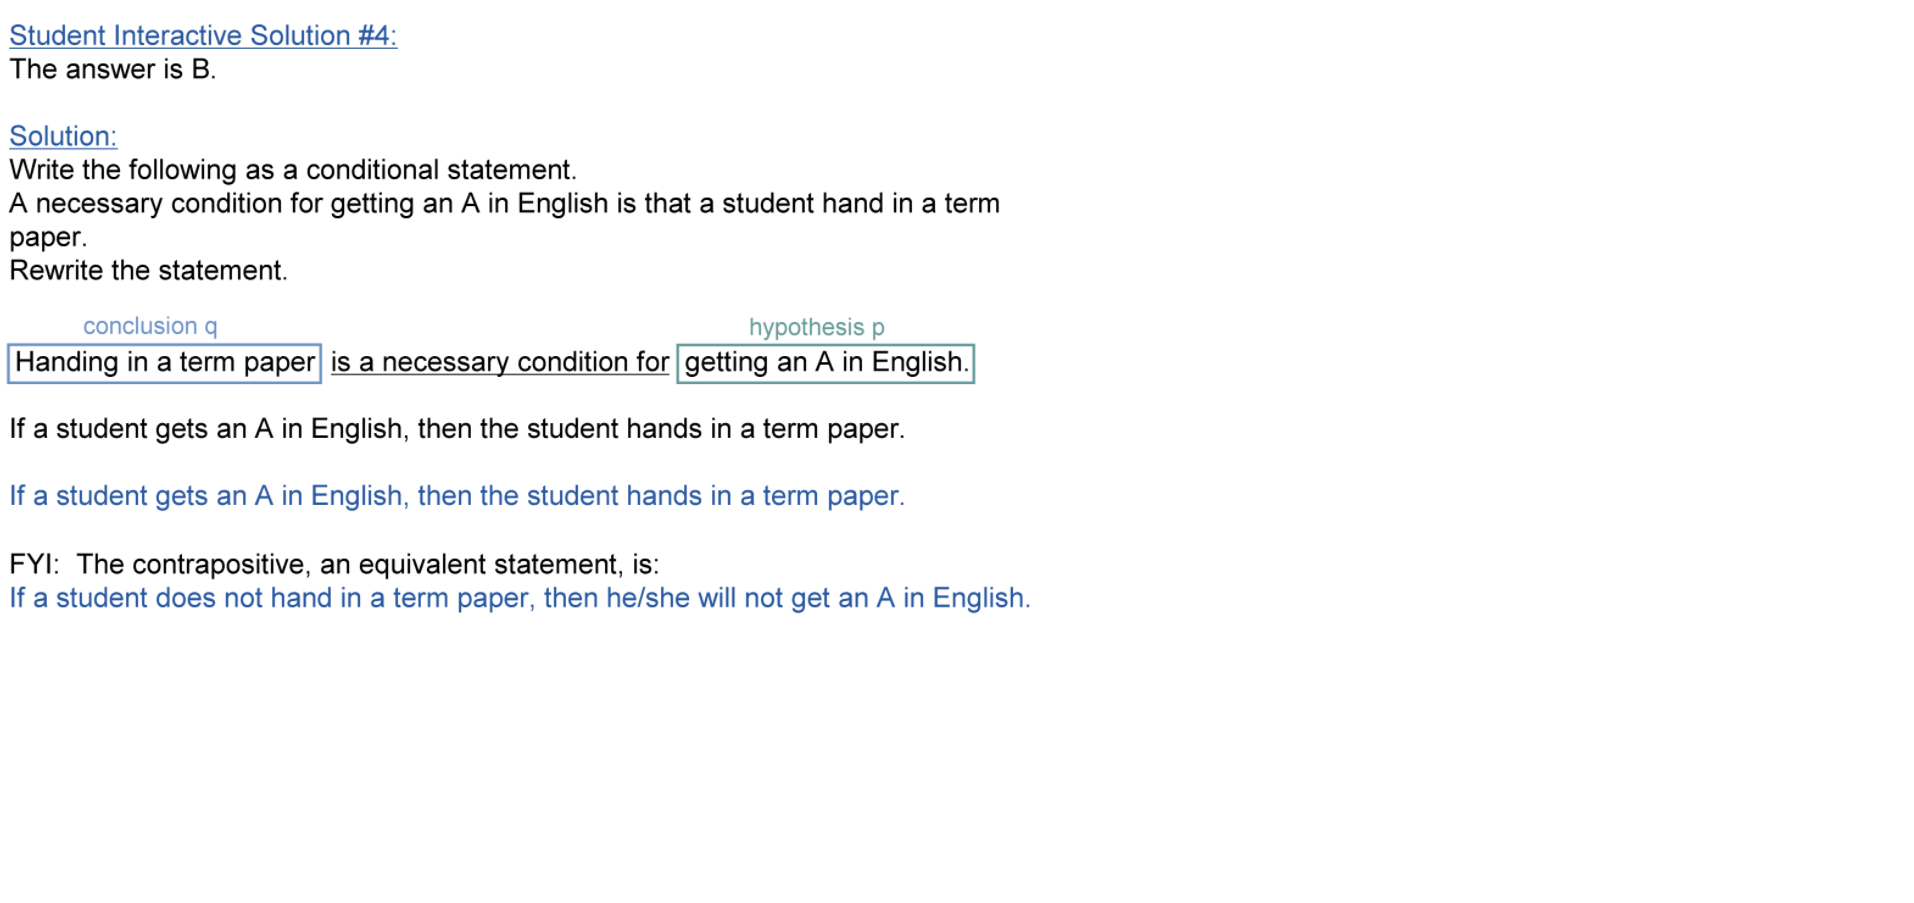 Student Interactive Solution #4:
The answer is B.
Solution:
Write the following as a conditional statement.
A necessary condition for getting an A in English is that a student hand in a term
paper.
Rewrite the statement.
conclusion q hypothesis p
Handing in a term paper is a necessary condition for getting an A in English.
If a student gets an A in English, then the student hands in a term paper.
If a student gets an A in English, then the student hands in a term paper.
FYI:  The contrapositive, an equivalent statement, is:
If a student does not hand in a term paper, then he/she will not get an A in English.